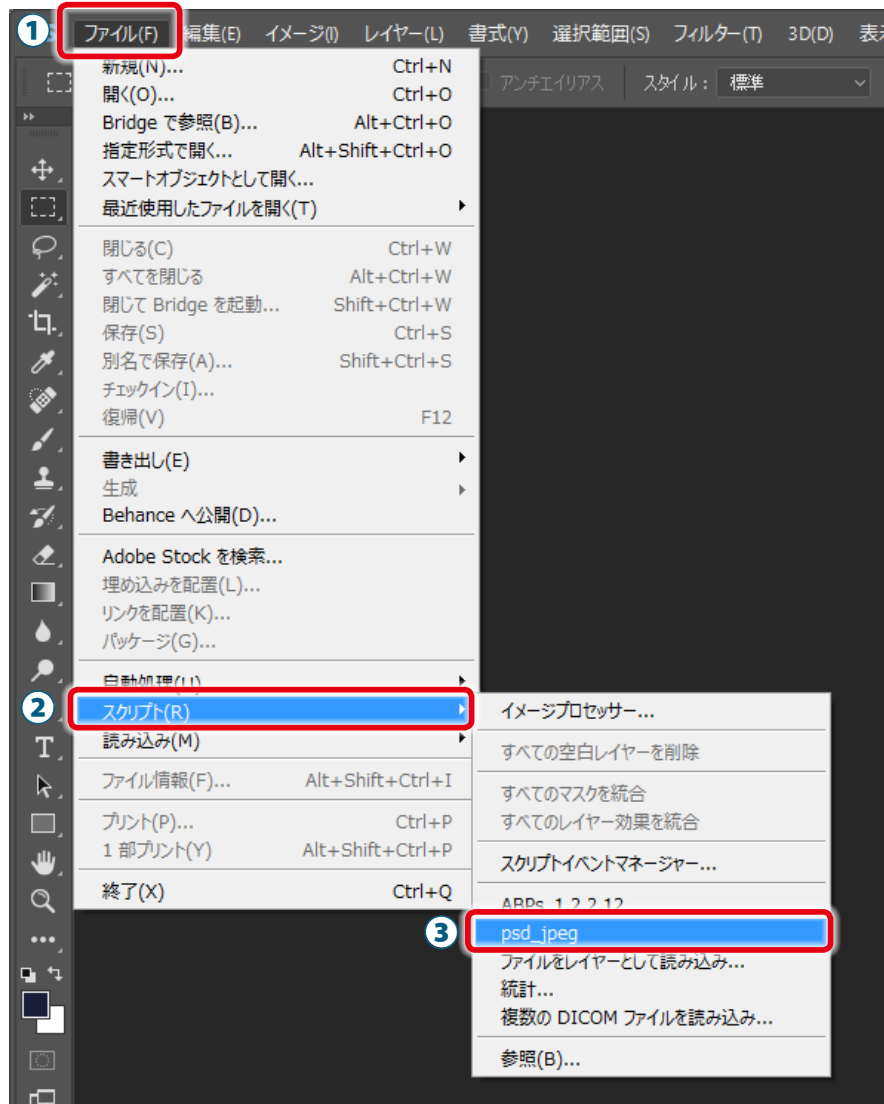 1
ファイル(F) 編集(E) イメージ(I) レイヤー(L) 書式(Y) 選択範囲(S) フィルター(T) 3D(D) 表示
アンチエイリアス スタイル : 標準
新規(N)... Ctrl+N
開く(O)... Ctrl+O
Bridge で参照(B)... Alt+Ctrl+O
指定形式で開く... Alt+Shift+Ctrl+O
スマートオブジェクトとして開く...
最近使用したファイルを開く(T)
閉じる(C) Ctrl+W
すべてを閉じる Alt+Ctrl+W
閉じて Bridge を起動... Shift+Ctrl+W
保存(S) Ctrl+S
別名で保存(A)... Shift+Ctrl+S
チェックイン(I)...
復帰(V) F12
書き出し(E)
生成
Behance へ公開(D)...
Adobe Stock を検索...
埋め込みを配置(L)...
リンクを配置(K)...
パッケージ(G)...
自動処理(U)
2
スクリプト(R)
読み込み(M)
ファイル情報(F)... Alt+Shift+Ctrl+I
プリント(P)... Ctrl+P
1 部プリント(Y) Alt+Shift+Ctrl+P
終了(X) Ctrl+Q
イメージプロセッサー...
すべての空白レイヤーを削除
すべてのマスクを統合
すべてのレイヤー効果を統合
スクリプトイベントマネージャー...
ABPs_1.2.2.12
3
psd_jpeg
ファイルをレイヤーとして読み込み...
統計...
複数の DICOM ファイルを読み込み...
参照(B)...